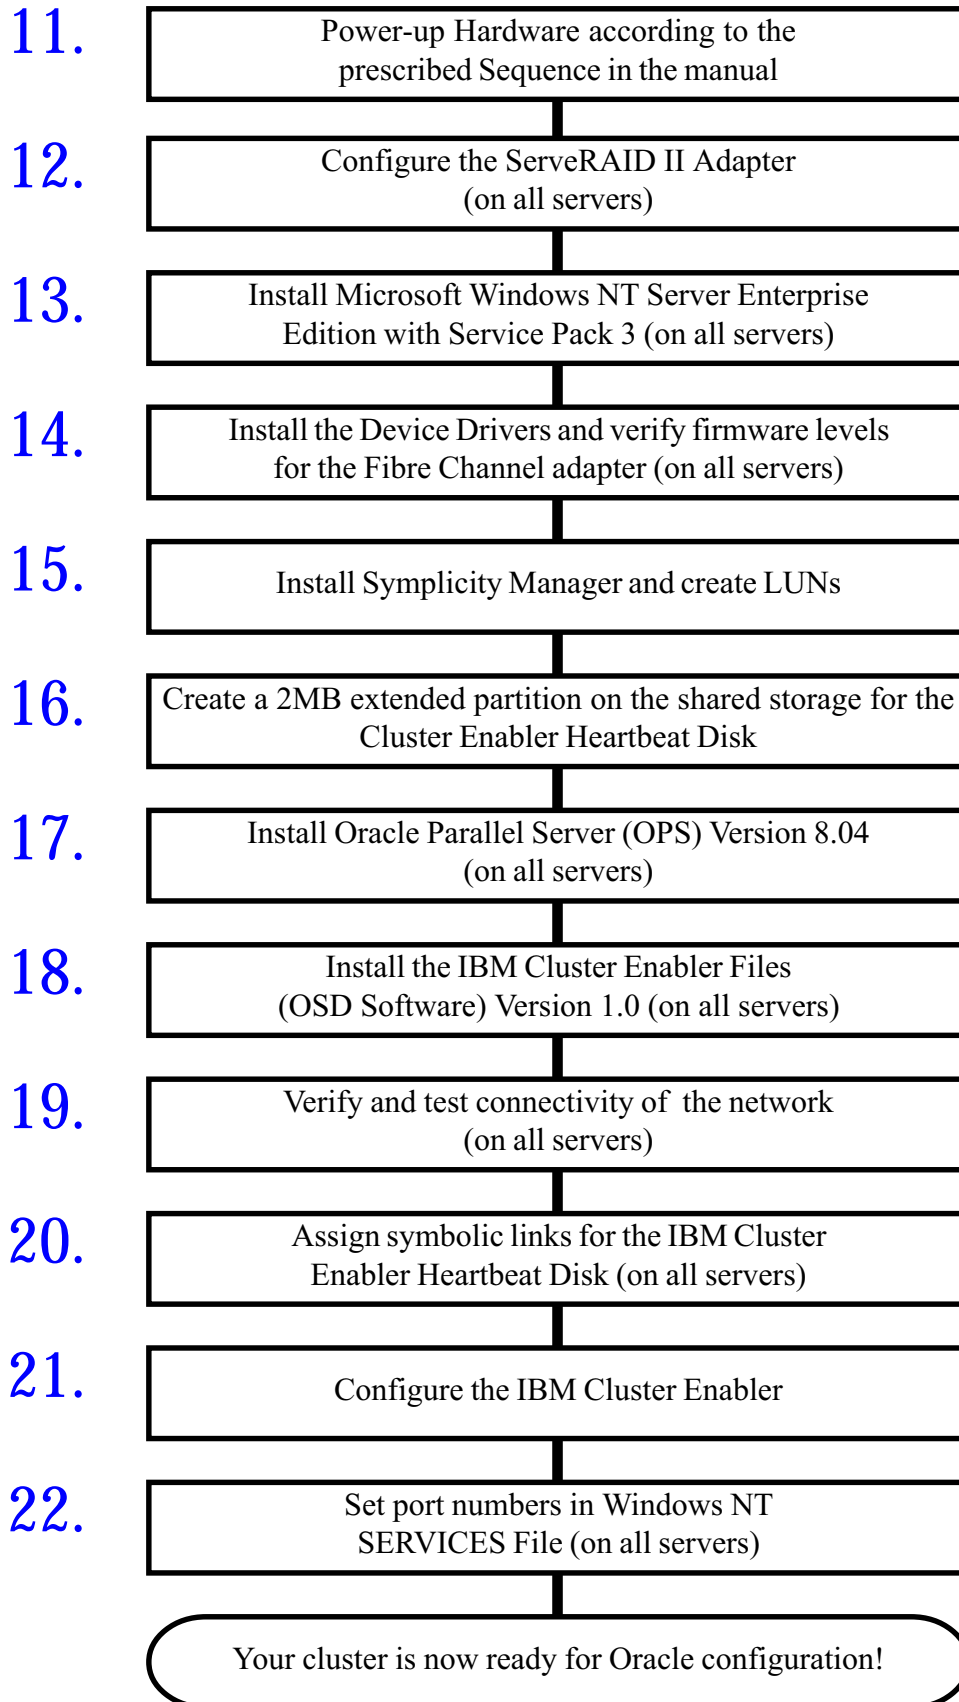 11.
Power-up Hardware according to the
prescribed Sequence in the manual
12.
Configure the ServeRAID II Adapter
(on all servers)
13.
Install Microsoft Windows NT Server Enterprise
Edition with Service Pack 3 (on all servers)
14.
Install the Device Drivers and verify firmware levels
for the Fibre Channel adapter (on all servers)
15.
Install Symplicity Manager and create LUNs
16.
Create a 2MB extended partition on the shared storage for the
Cluster Enabler Heartbeat Disk
17.
Install Oracle Parallel Server (OPS) Version 8.04
(on all servers)
18.
Install the IBM Cluster Enabler Files
(OSD Software) Version 1.0 (on all servers)
19.
Verify and test connectivity of the network
(on all servers)
20.
Assign symbolic links for the IBM Cluster
Enabler Heartbeat Disk (on all servers)
21.
Configure the IBM Cluster Enabler
22.
Set port numbers in Windows NT
SERVICES File (on all servers)
Your cluster is now ready for Oracle configuration!